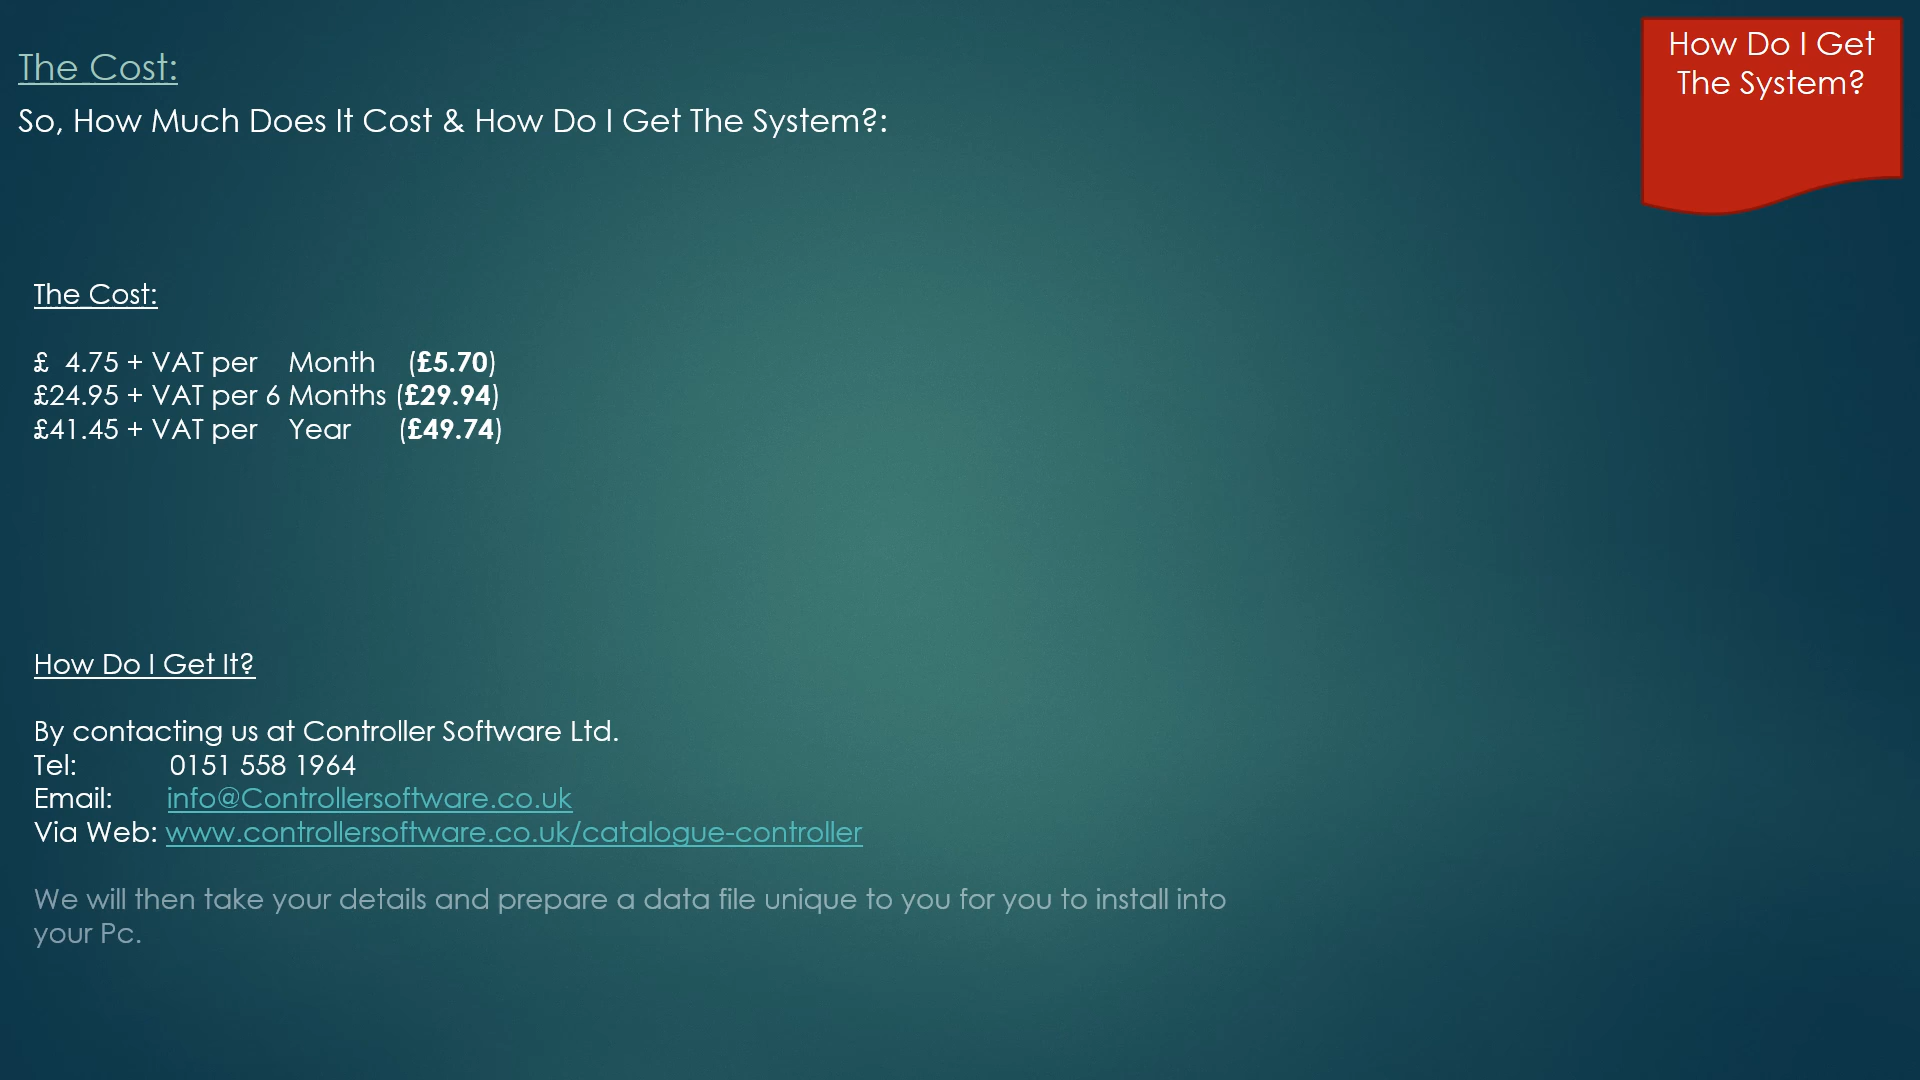 The Cost:
So, How Much Does It Cost & How Do I Get The System?:
How Do I Get
The System?
The Cost:
£  4.75 + VAT per    Month    (£5.70)
£24.95 + VAT per 6 Months (£29.94)
£41.45 + VAT per    Year      (£49.74)
How Do I Get It?
By contacting us at Controller Software Ltd.
Tel:            0151 558 1964
Email:       info@Controllersoftware.co.uk
Via Web: www.controllersoftware.co.uk/catalogue-controller
We will then take your details and prepare a data file unique to you for you to install into
your Pc.